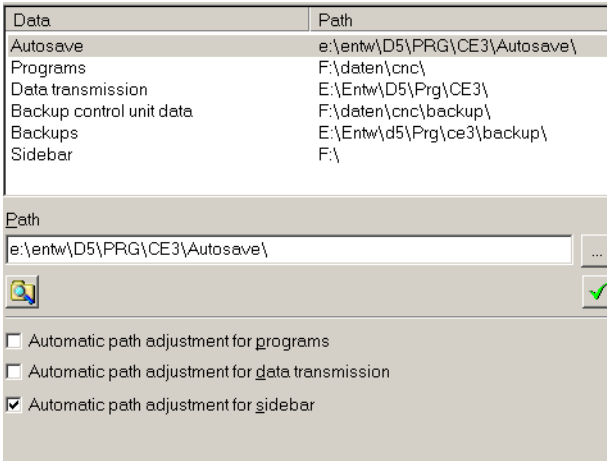 Data Path
Autosave e:\entw\D5\PRG\CE3\Autosave\
Programs F:\daten\cnc\
Data transmission E:\Entw\D5\Prg\CE3\
Backup control unit data F:\daten\cnc\backup\
Backups E:\Entw\d5\Prg\ce3\backup\
Sidebar F:\
Path
e:\entw\D5\PRG\CE3\Autosave\
...
Automatic path adjustment for programs
Automatic path adjustment for data transmission
Automatic path adjustment for sidebar